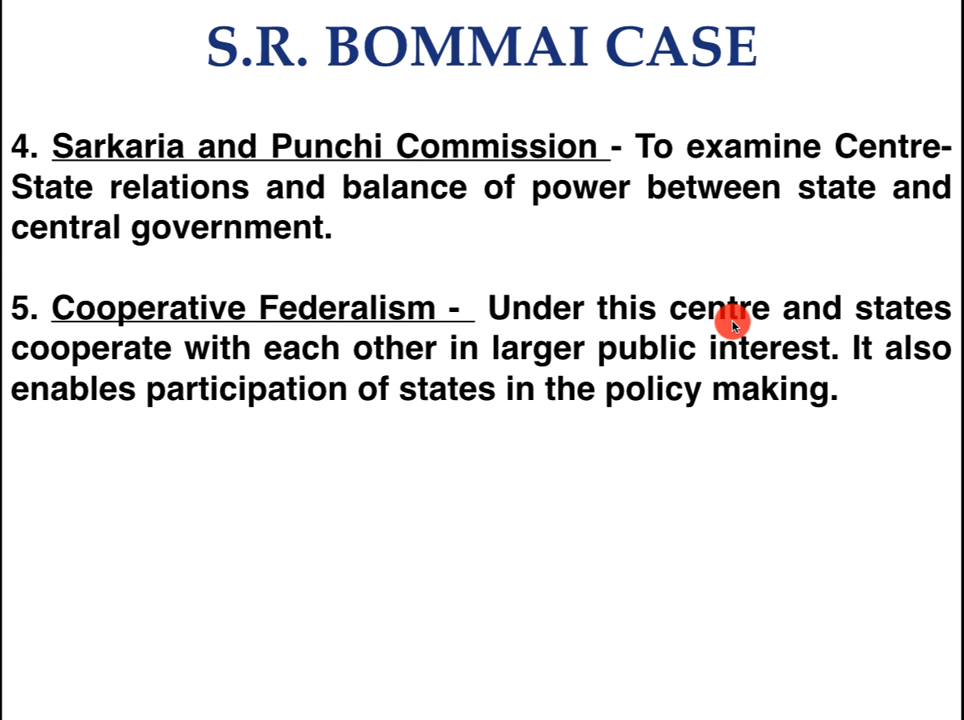 S.R. BOMMAI CASE
4. Sarkaria and Punchi Commission - To examine Centre-
State relations and balance of power between state and
central government.
5. Cooperative Federalism - Under this centre and states
cooperate with each other in larger public interest. It also
enables participation of states in the policy making.